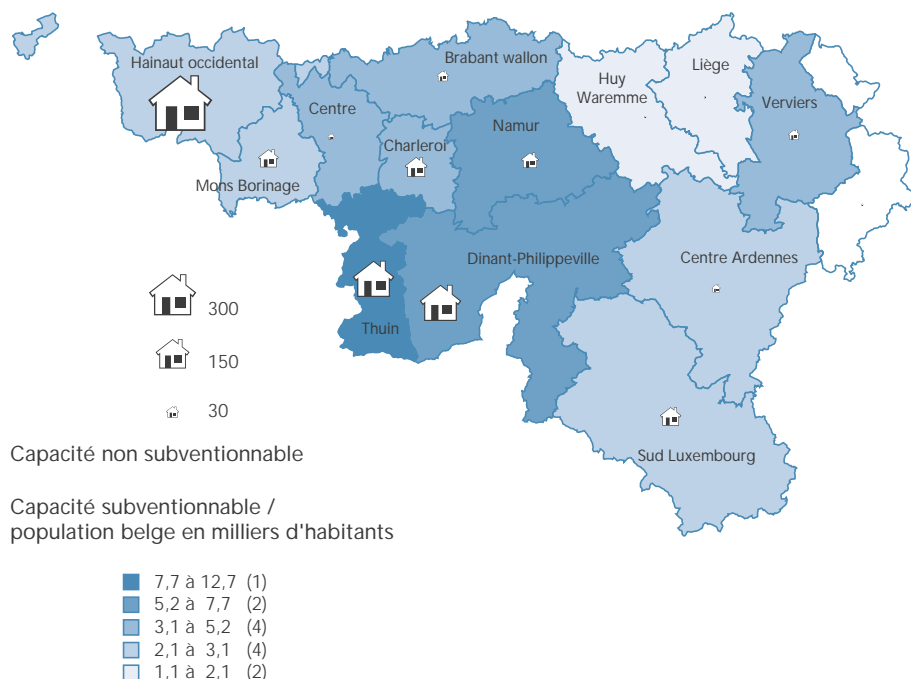 Hainaut occidental
Brabant wallon
Huy
Waremme
Liège
Verviers
Centre
Namur
Charleroi
Mons Borinage
Dinant-Philippeville
Centre Ardennes
Thuin
Sud Luxembourg
300
150
30
Capacité non subventionnable
Capacité subventionnable /
population belge en milliers d'habitants
7,7 à 12,7 (1)
5,2 à 7,7 (2)
3,1 à 5,2 (4)
2,1 à 3,1 (4)
1,1 à 2,1 (2)